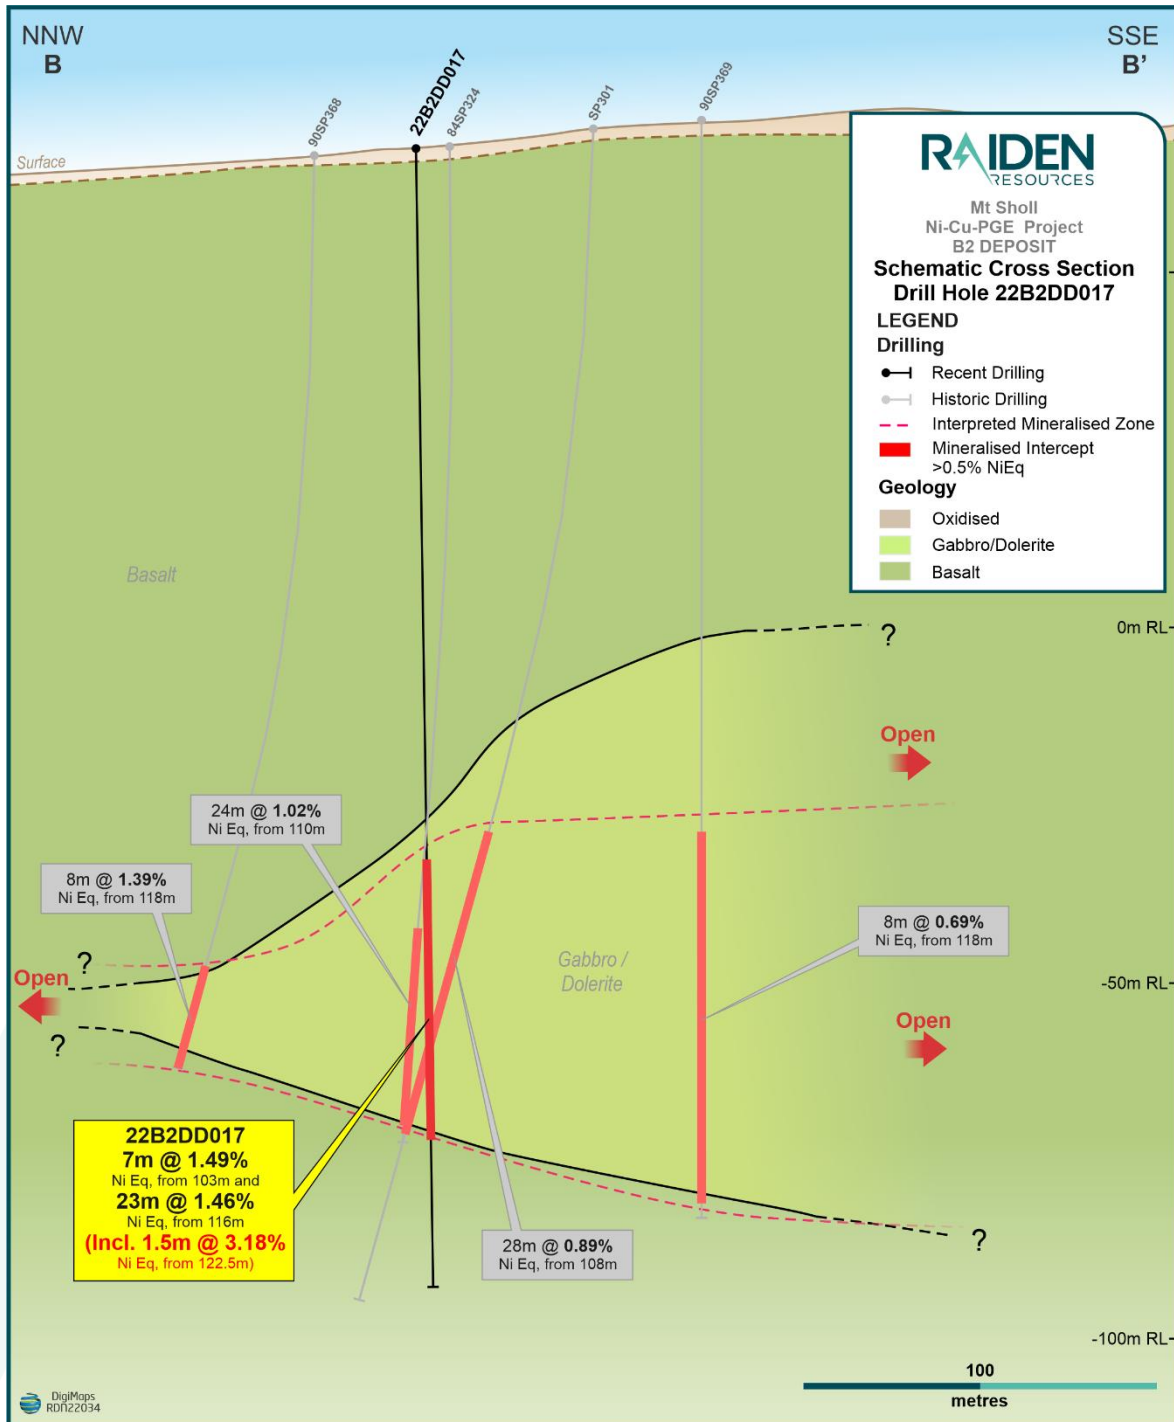 NNW
B
SSE
B'
90SP368
22B2DD017
84SP324
SP301
90SP369
Surface
RAIDEN
RESOURCES
Mt Sholl
Ni-Cu-PGE Project
B2 DEPOSIT
Schematic Cross Section
Drill Hole 22B2DD017
LEGEND
Drilling
Recent Drilling
Historic Drilling
Interpreted Mineralised Zone
Mineralised Intercept
>0.5% NiEq
Geology
Oxidised
Gabbro/Dolerite
Basalt
Basalt
0m RL
?
Open
24m @ 1.02%
Ni Eq, from 110m
8m @ 1.39%
Ni Eq, from 118m
8m @ 0.69%
Ni Eq, from 118m
Gabbro /
Dolerite
?
Open
-50m RL
?
Open
22B2DD017
7m @ 1.49%
Ni Eq, from 103m and
23m @ 1.46%
Ni Eq, from 116m
(Incl. 1.5m @ 3.18%
Ni Eq, from 122.5m)
28m @ 0.89%
Ni Eq, from 108m
?
-100m RL
100
metres
DigiMaps
RDN22034